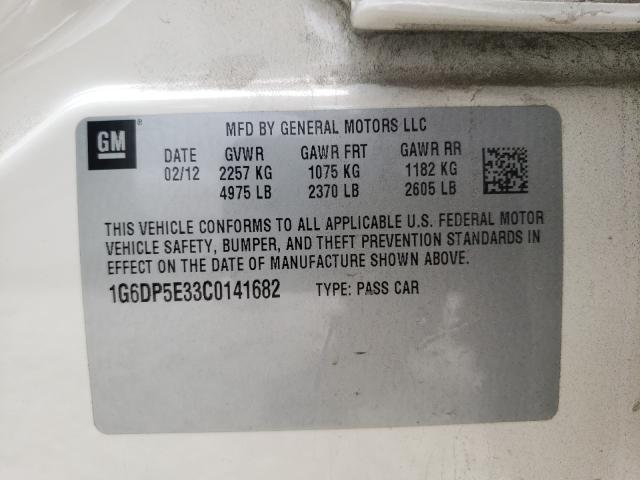 GM
MFD BY GENERAL MOTORS LLC
DATE GVWR GAWR FRT GAWR RR
02/12 2257 KG 1075 KG 1182 KG
4975 LB 2370 LB 2605 LB
THIS VEHICLE CONFORMS TO ALL APPLICABLE U.S. FEDERAL MOTOR
VEHICLE SAFETY, BUMPER, AND THEFT PREVENTION STANDARDS IN
EFFECT ON THE DATE OF MANUFACTURE SHOWN ABOVE.
1G6DP5E33C0141682 TYPE: PASS CAR